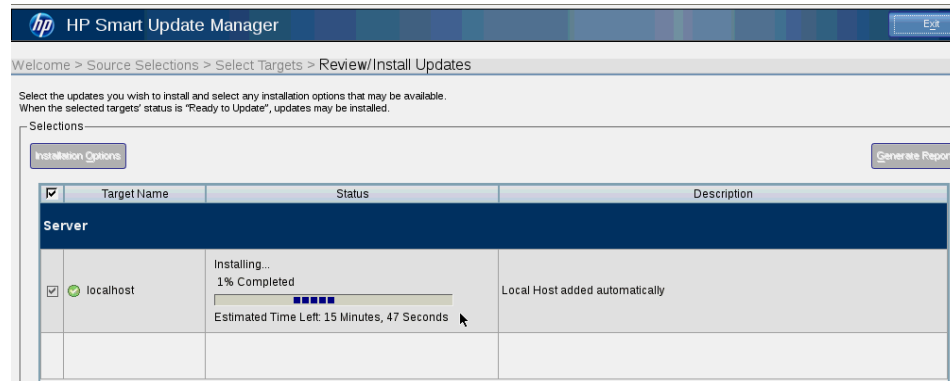 hp HP Smart Update Manager
Exit
Welcome > Source Selections > Select Targets > Review/Install Updates
Select the updates you wish to install and select any installation options that may be available.
When the selected targets' status is "Ready to Update", updates may be installed.
Selections
Installation Options
Generate Repor
Target Name Status Description
Server
Installing...
1% Completed
localhost
Local Host added automatically
Estimated Time Left: 15 Minutes, 47 Seconds